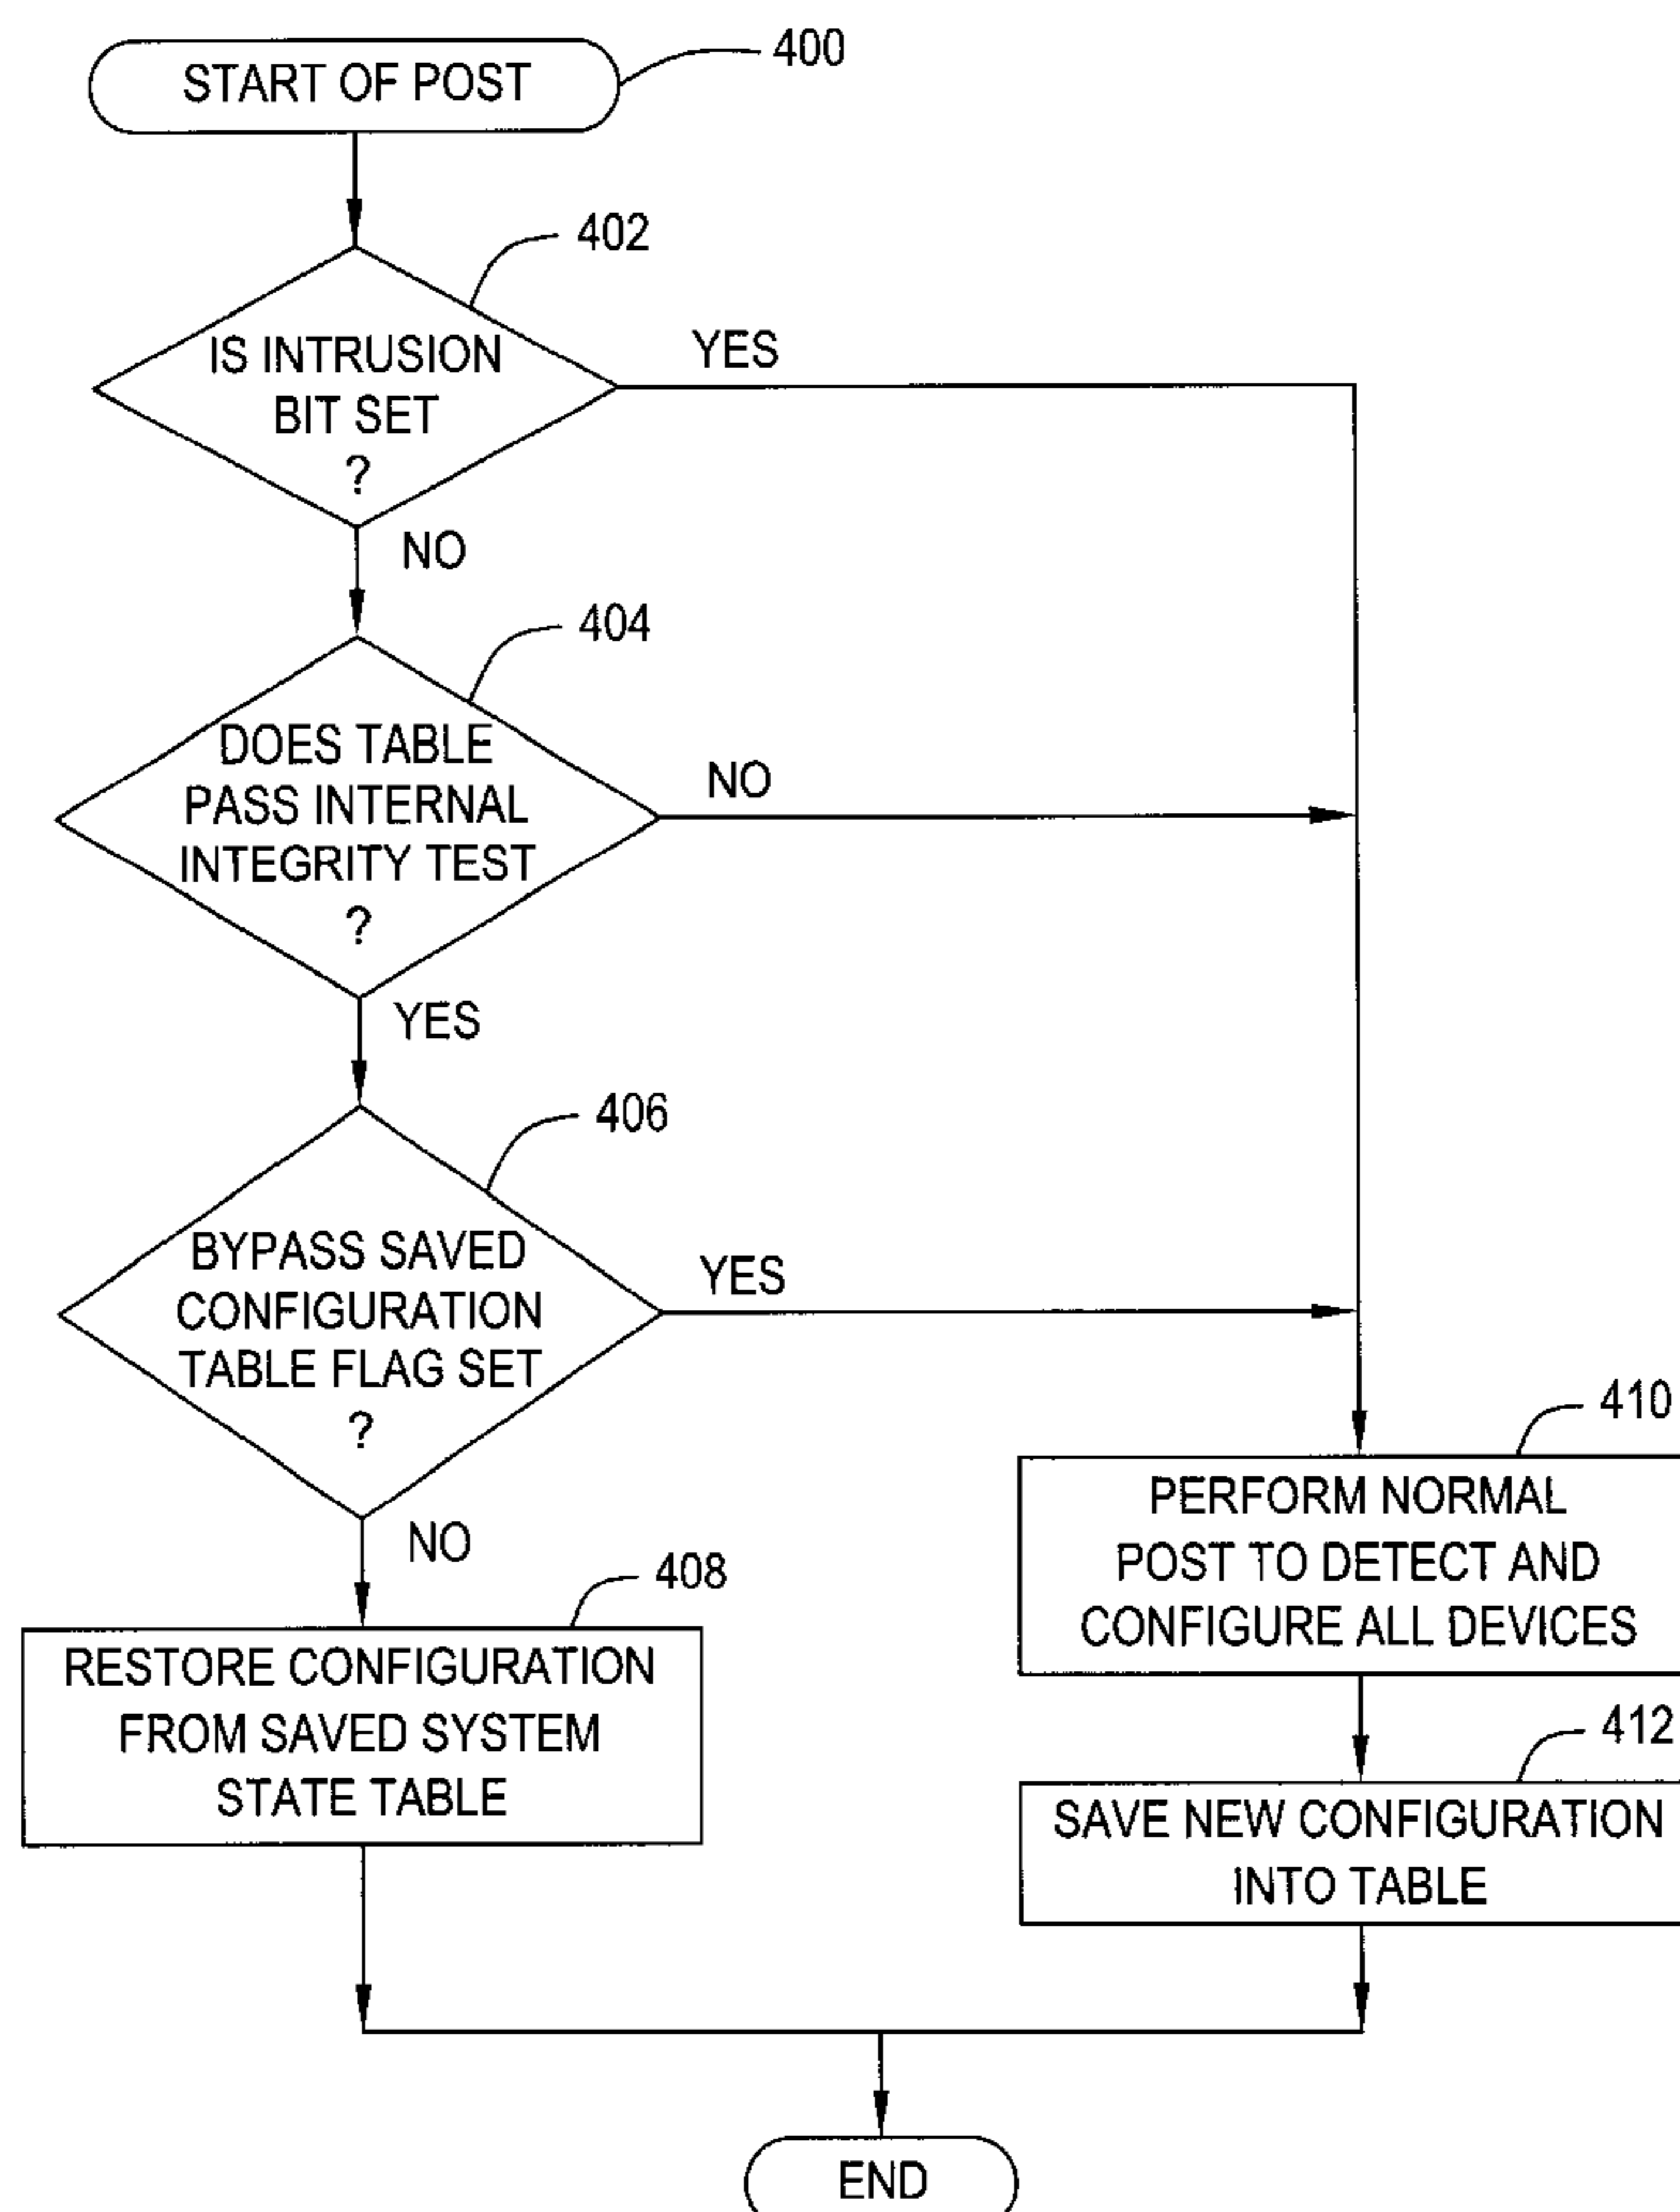 START OF POST
400
402
IS INTRUSION
BIT SET
?
YES
NO
404
DOES TABLE
PASS INTERNAL
INTEGRITY TEST
?
NO
YES
406
BYPASS SAVED
CONFIGURATION
TABLE FLAG SET
?
YES
NO
408
RESTORE CONFIGURATION
FROM SAVED SYSTEM
STATE TABLE
410
PERFORM NORMAL
POST TO DETECT AND
CONFIGURE ALL DEVICES
412
SAVE NEW CONFIGURATION
INTO TABLE
END